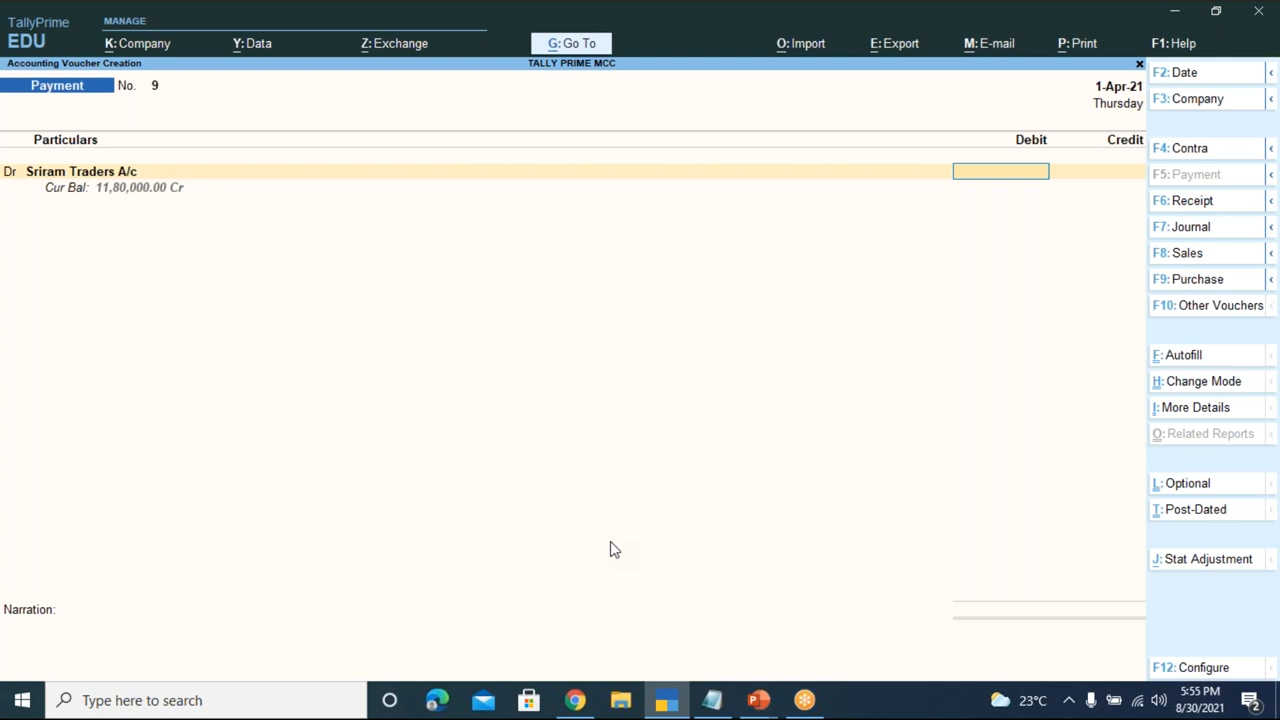 TallyPrime
EDU
MANAGE
K: Company
Y: Data
Z: Exchange
G: Go To
O: Import
E: Export
M: E-mail
P: Print
F1: Help
Accounting Voucher Creation
TALLY PRIME MCC
Payment No. 9
1-Apr-21
Thursday
Particulars Debit Credit
Dr Sriram Traders A/c
Cur Bal: 11,80,000.00 Cr
Narration:
F2: Date
F3: Company
F4: Contra
F5: Payment
F6: Receipt
F7: Journal
F8: Sales
F9: Purchase
F10: Other Vouchers
F: Autofill
H: Change Mode
I: More Details
O: Related Reports
L: Optional
T: Post-Dated
J: Stat Adjustment
F12: Configure
Type here to search
23°C
5:55 PM
8/30/2021
2